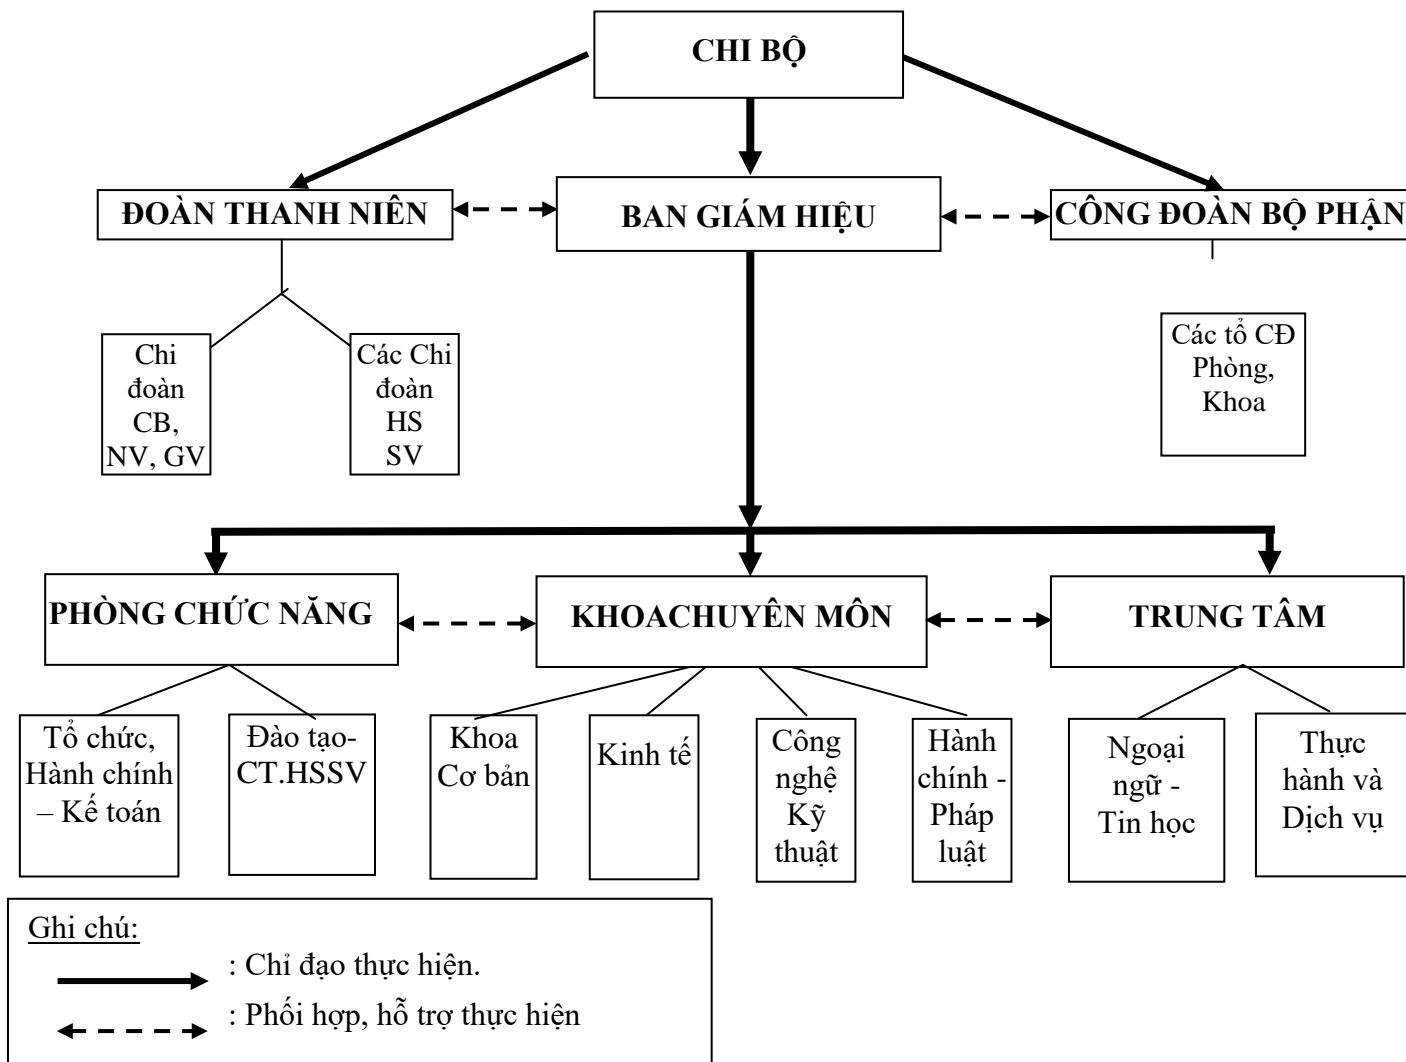 CHI BỘ
ĐOÀN THANH NIÊN
BAN GIÁM HIỆU
CÔNG ĐOÀN BỘ PHẬN
Chi
đoàn
CB,
NV, GV
Các Chi
đoàn
HS
SV
Các tổ CĐ
Phòng,
Khoa
PHÒNG CHỨC NĂNG
KHOACHUYÊN MÔN
TRUNG TÂM
Tổ chức,
Hành chính
– Kế toán
Đào tạo-
CT.HSSV
Khoa
Cơ bản
Kinh tế
Công
nghệ
Kỹ
thuật
Hành
chính -
Pháp
luật
Ngoại
ngữ -
Tin học
Thực
hành và
Dịch vụ
Ghi chú:
: Chỉ đạo thực hiện.
: Phối hợp, hỗ trợ thực hiện